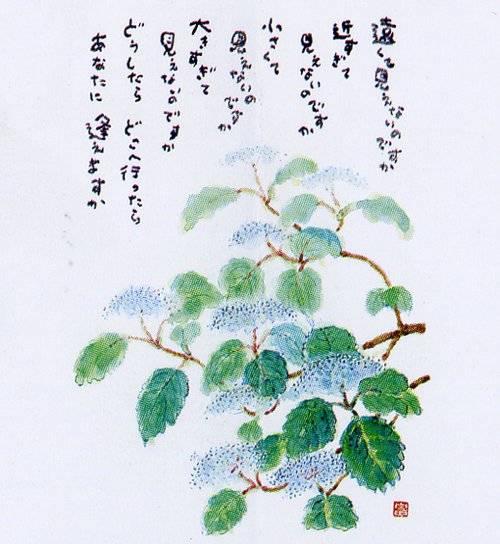 遠くて見えないのですか
近すぎて
見えないのですか
小さくて
見えないのですか
大きすぎて
見えないのですか
どうしたら どこへ行ったら
あなたに 逢えますか